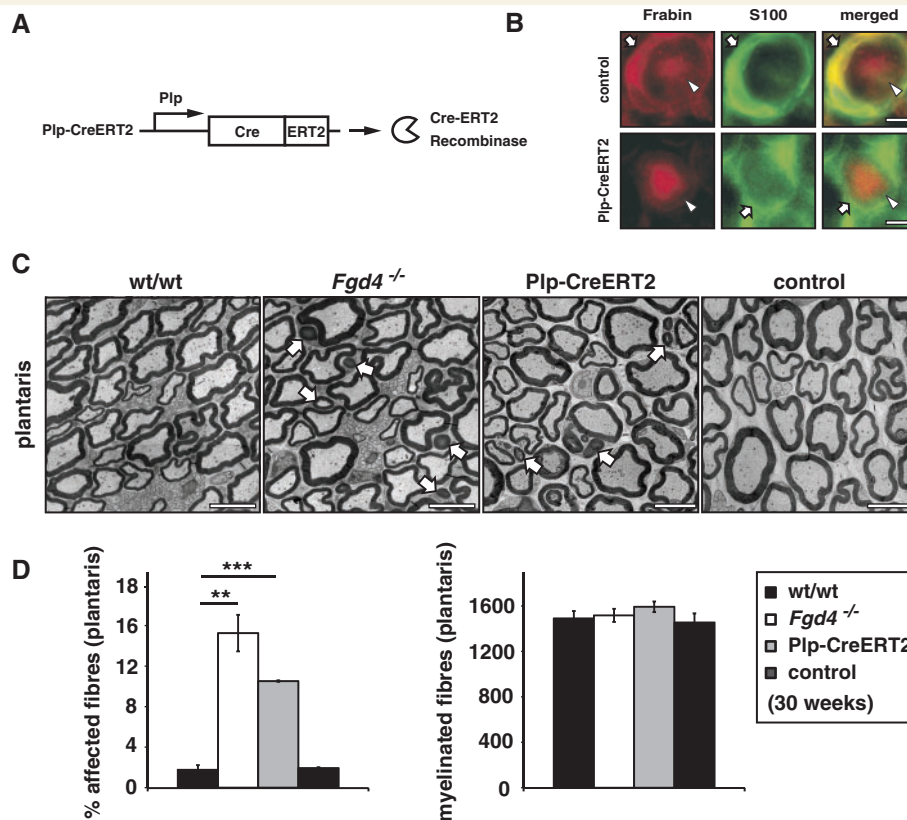 A
Plp
Plp-CreERT2
Cre
ERT2
Cre-ERT2
Recombinase
B
Frabin
S100
merged
control
Plp-CreERT2
C
wt/wt
Fgd4 -/-
Plp-CreERT2
control
plantaris
D
% affected fibres (plantaris)
18
16
12
8
4
0
***
**
myelinated fibres (plantaris)
1600
1200
800
400
0
wt/wt
Fgd4 -/-
Plp-CreERT2
control
(30 weeks)